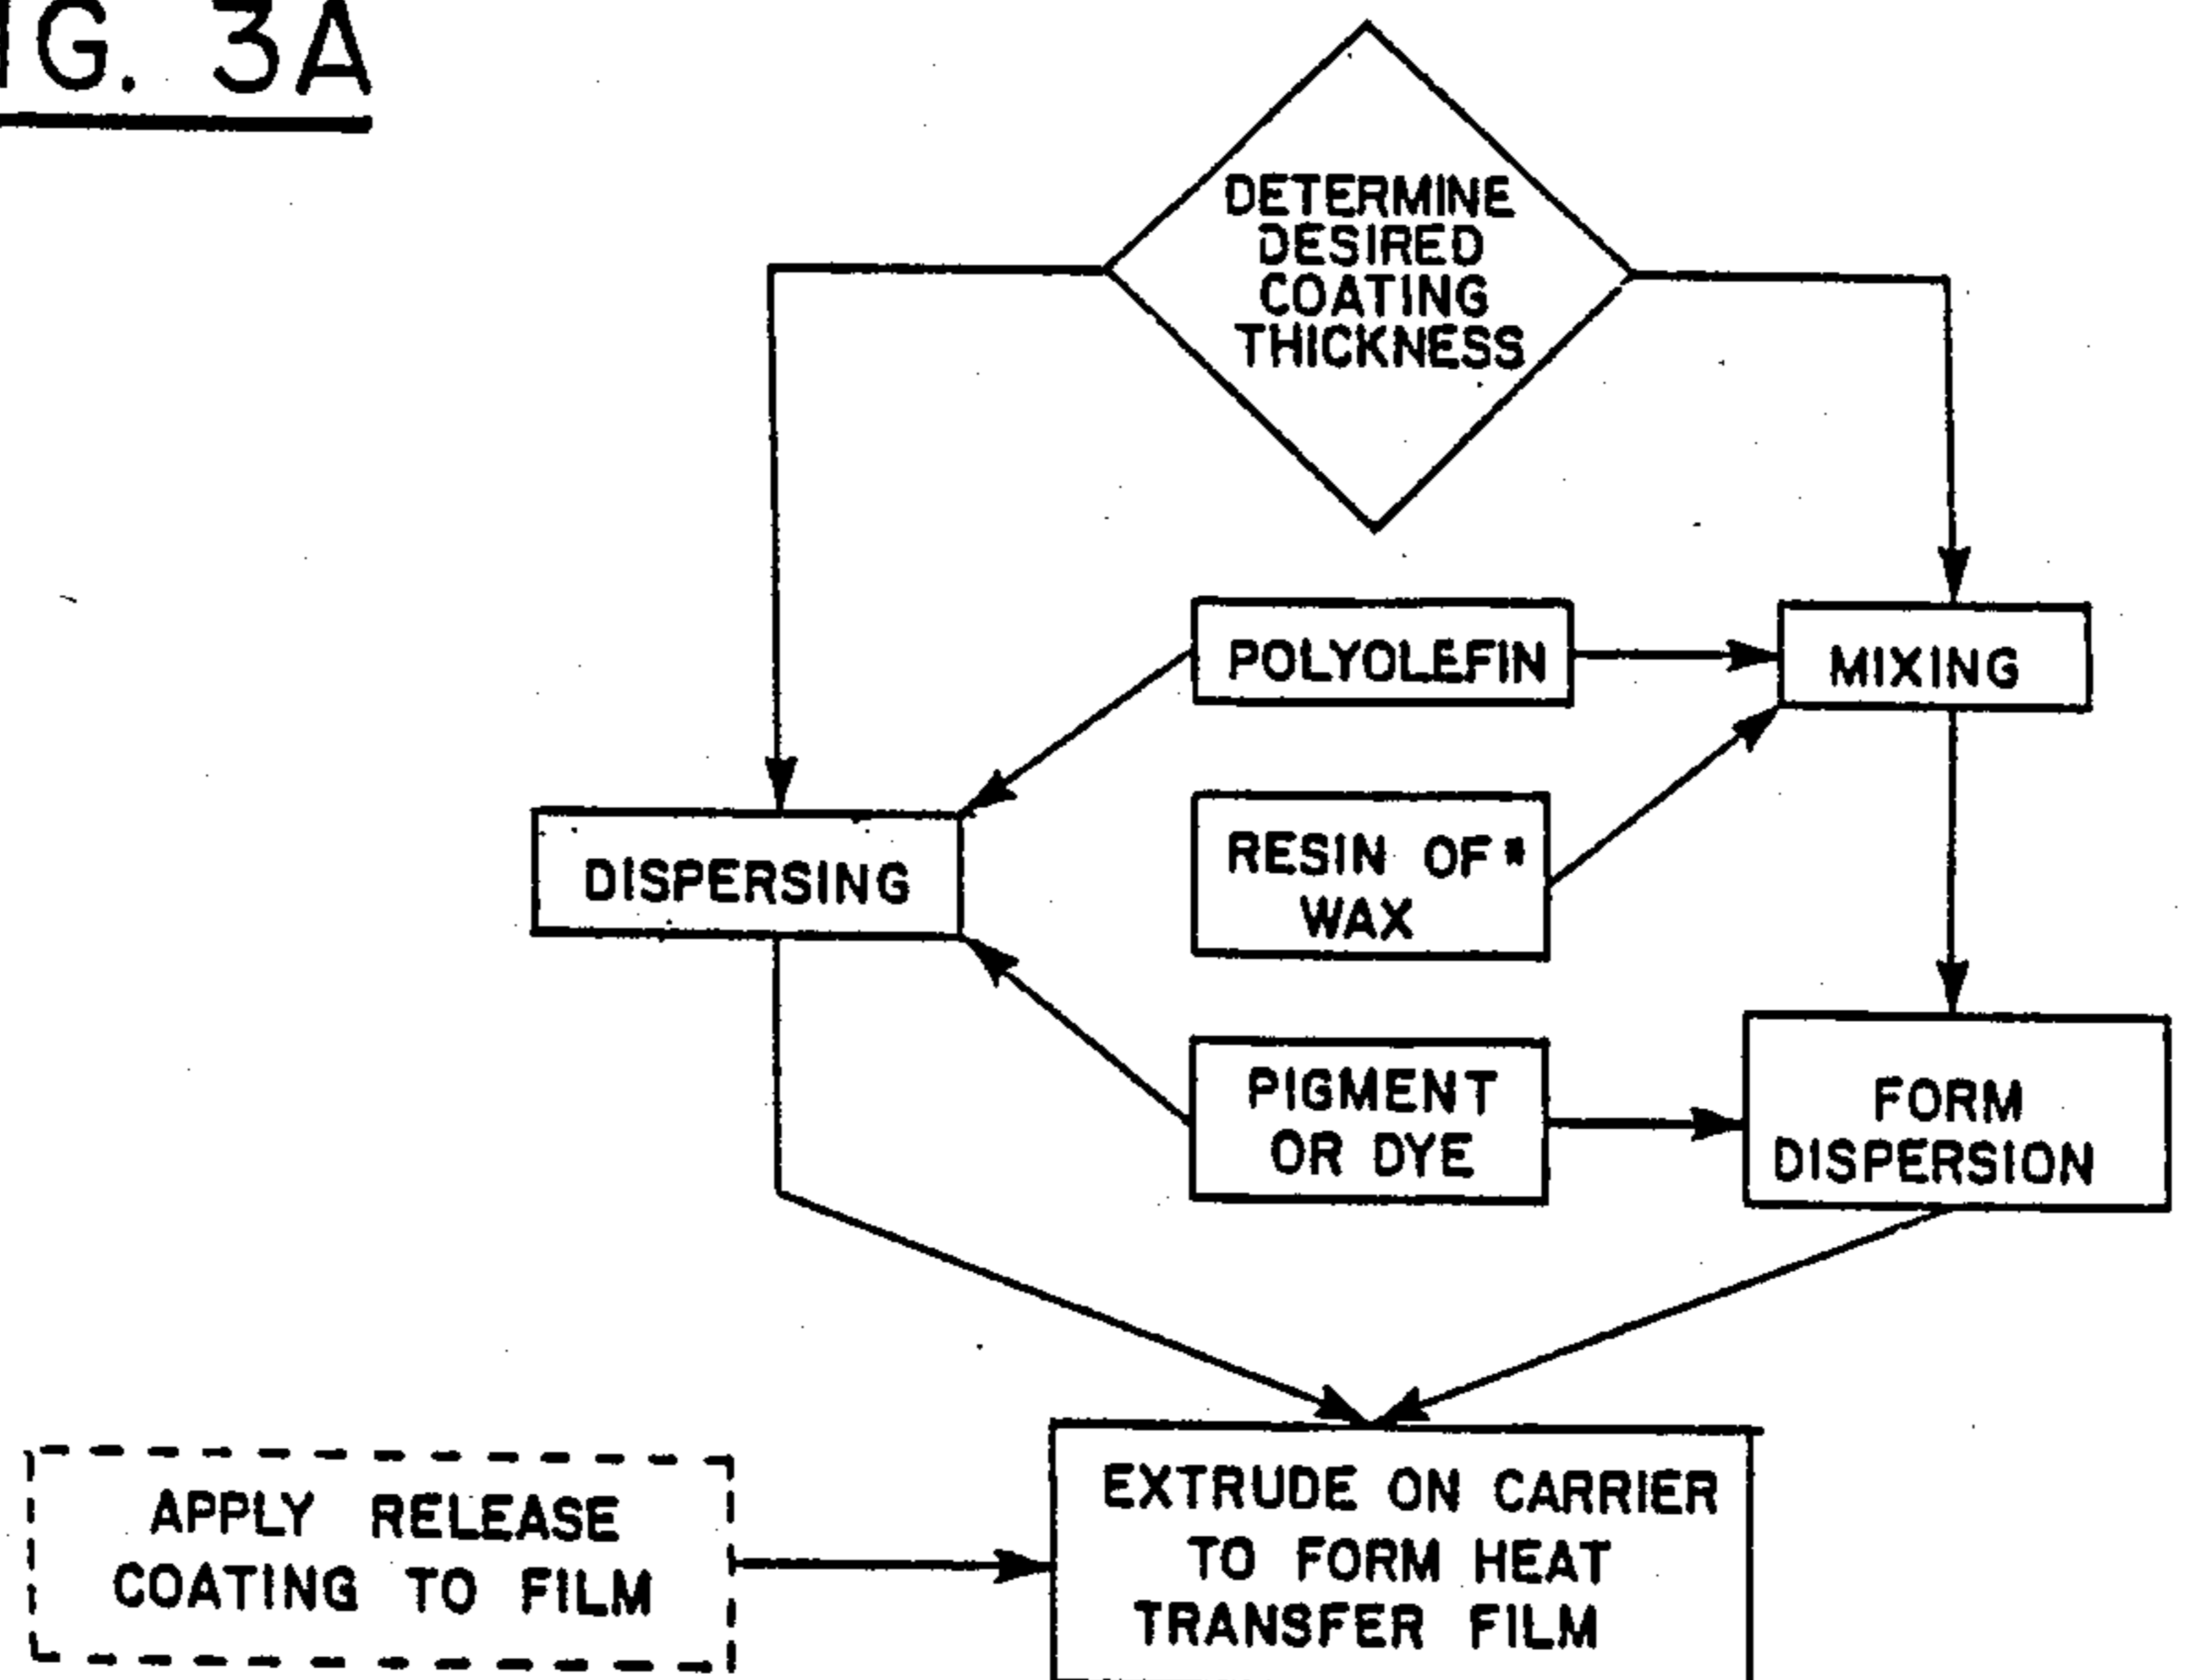 IG. 3A
DETERMINE
DESIRED
COATING
THICKNESS
POLYOLEFIN
MIXING
RESIN OF*
WAX
DISPERSING
PIGMENT
OR DYE
FORM
DISPERSION
EXTRUDE ON CARRIER
TO FORM HEAT
TRANSFER FILM
APPLY RELEASE
COATING TO FILM